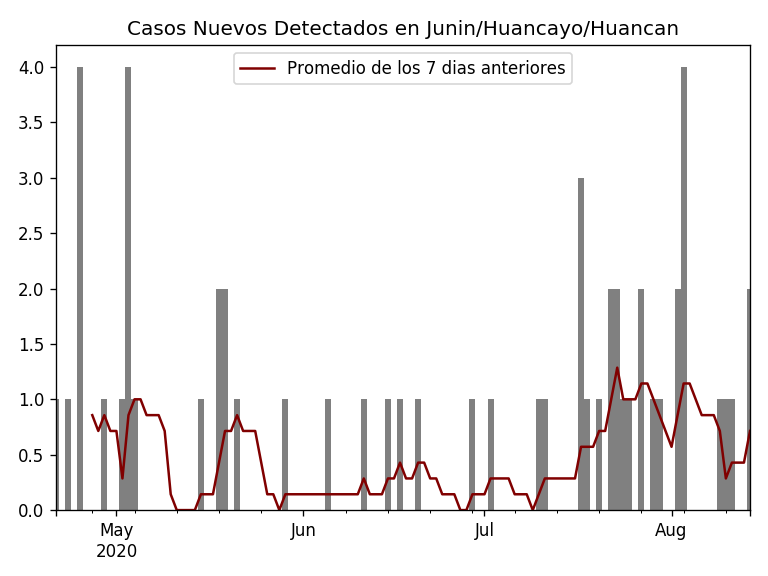 Casos Nuevos Detectados en Junin/Huancayo/Huancan
Promedio de los 7 dias anteriores
4.0
3.5
3.0
2.5
2.0
1.5
1.0
0.5
0.0
May
2020
Jun
Jul
Aug